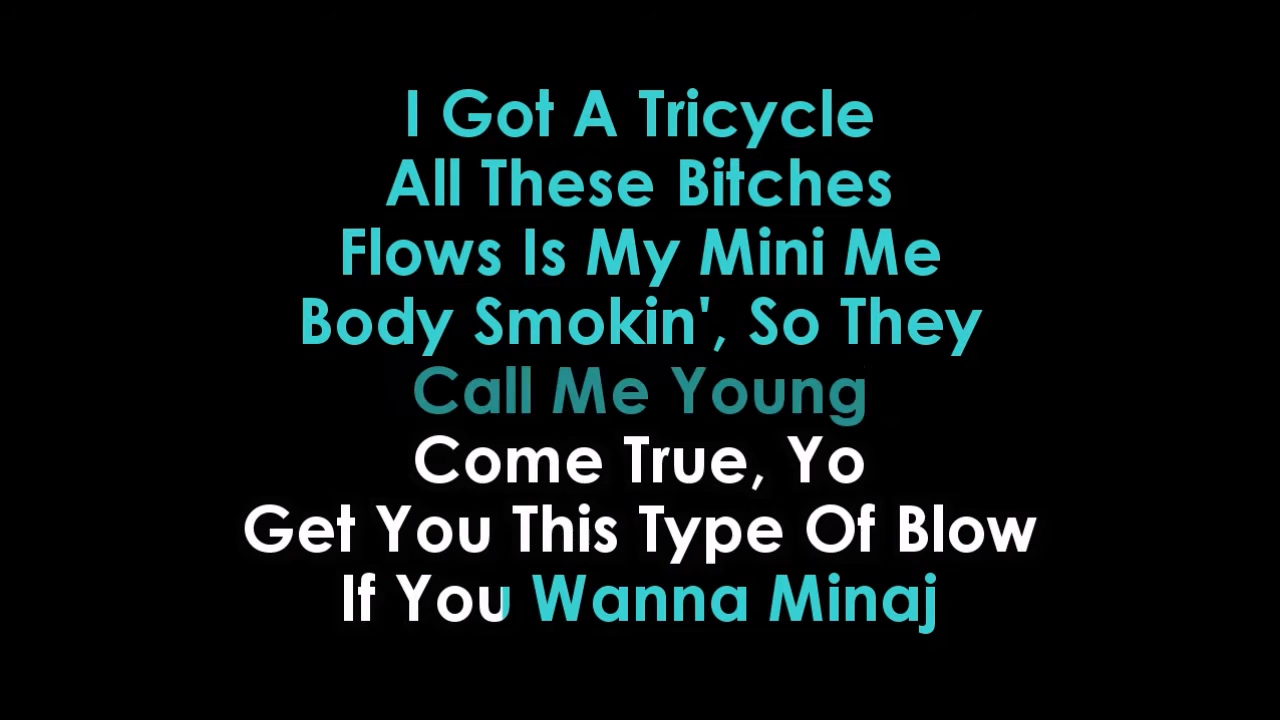 I Got A Tricycle
All These Bitches
Flows Is My Mini Me
Body Smokin', So They
Call Me Young
Come True, Yo
Get You This Type Of Blow
If You Wanna Minaj